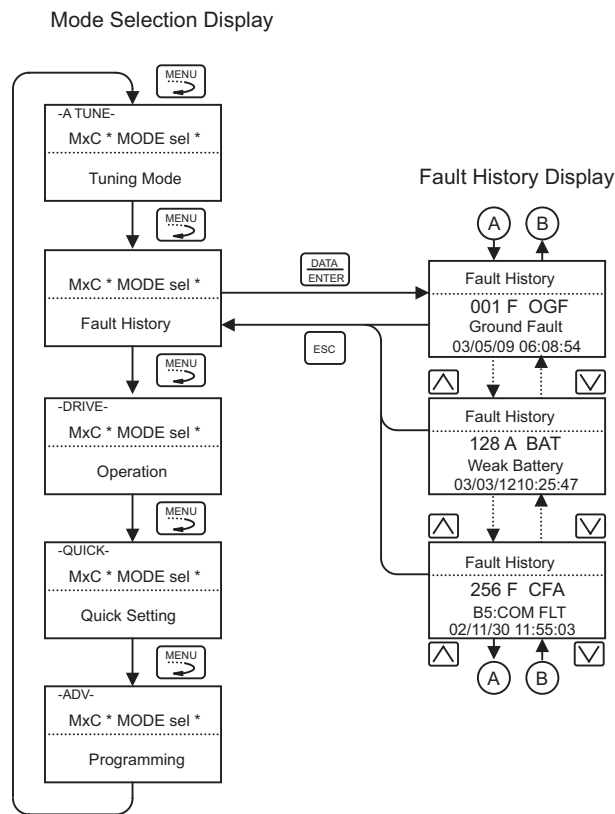 Mode Selection Display
MENU
-A TUNE-
MxC * MODE sel *
Tuning Mode
MENU
MxC * MODE sel *
Fault History
MENU
-DRIVE-
MxC * MODE sel *
Operation
MENU
-QUICK-
MxC * MODE sel *
Quick Setting
MENU
-ADV-
MxC * MODE sel *
Programming
DATA
ENTER
ESC
Fault History Display
A B
Fault History
001 F OGF
Ground Fault
03/05/09 06:08:54
Fault History
128 A BAT
Weak Battery
03/03/1210:25:47
Fault History
256 F CFA
B5:COM FLT
02/11/30 11:55:03
A B